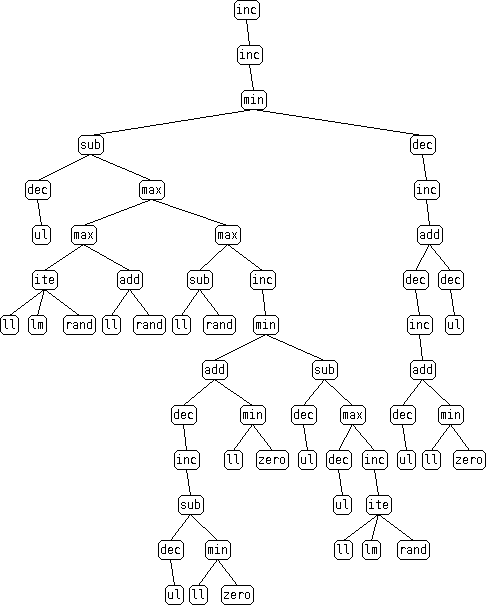 inc
inc
min
sub dec
dec max inc
ul max max add
ite add sub inc dec dec
ll lm rand ll rand ll rand min inc ul
add sub add
dec min dec max dec min
inc ll zero ul dec inc ul ll zero
sub ul ite
dec min ll lm rand
ul ll zero